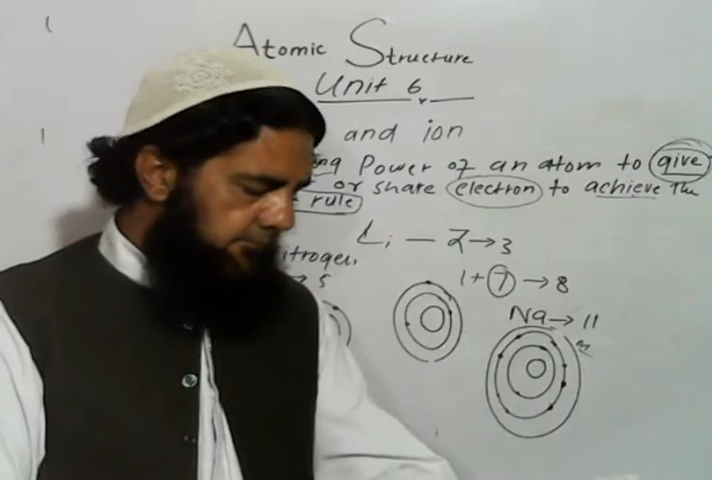 Atomic Structure
Unit 6
and ion
Power of an atom to give
or share electron to achieve The
rule
Li — Z → 3
itrogen
→ 5
1 + 7 → 8
Na → 11